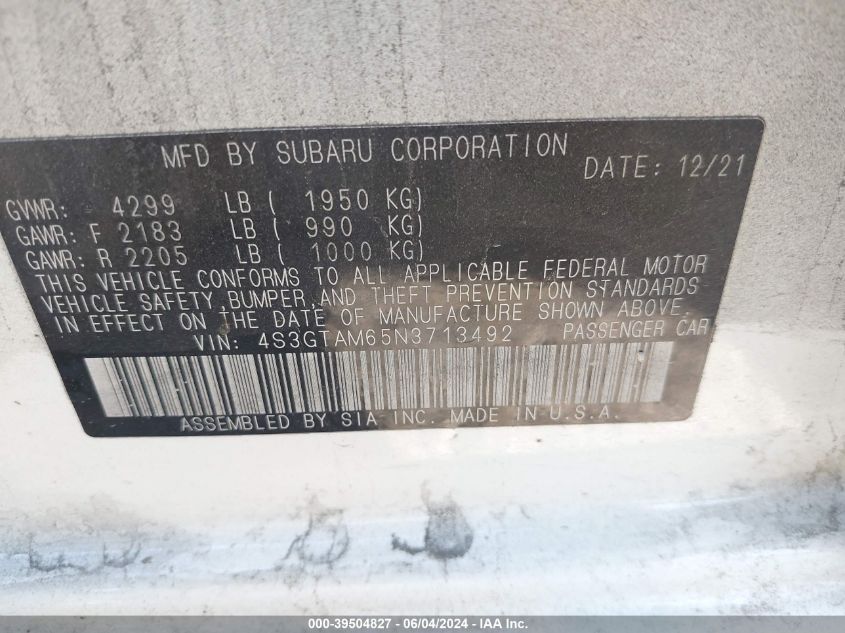 MFD BY SUBARU CORPORATION DATE: 12/21
GVWR: 4299 LB ( 1950 KG)
GAWR: F 2183 LB ( 990 KG)
GAWR: R 2205 LB ( 1000 KG)
THIS VEHICLE CONFORMS TO ALL APPLICABLE FEDERAL MOTOR
VEHICLE SAFETY, BUMPER, AND THEFT PREVENTION STANDARDS
IN EFFECT ON THE DATE OF MANUFACTURE SHOWN ABOVE.
VIN: 4S3GTAM65N3713492 PASSENGER CAR
ASSEMBLED BY SIA-INC. MADE IN U.S.A.
000-39504827 - 06/04/2024 - IAAI.com